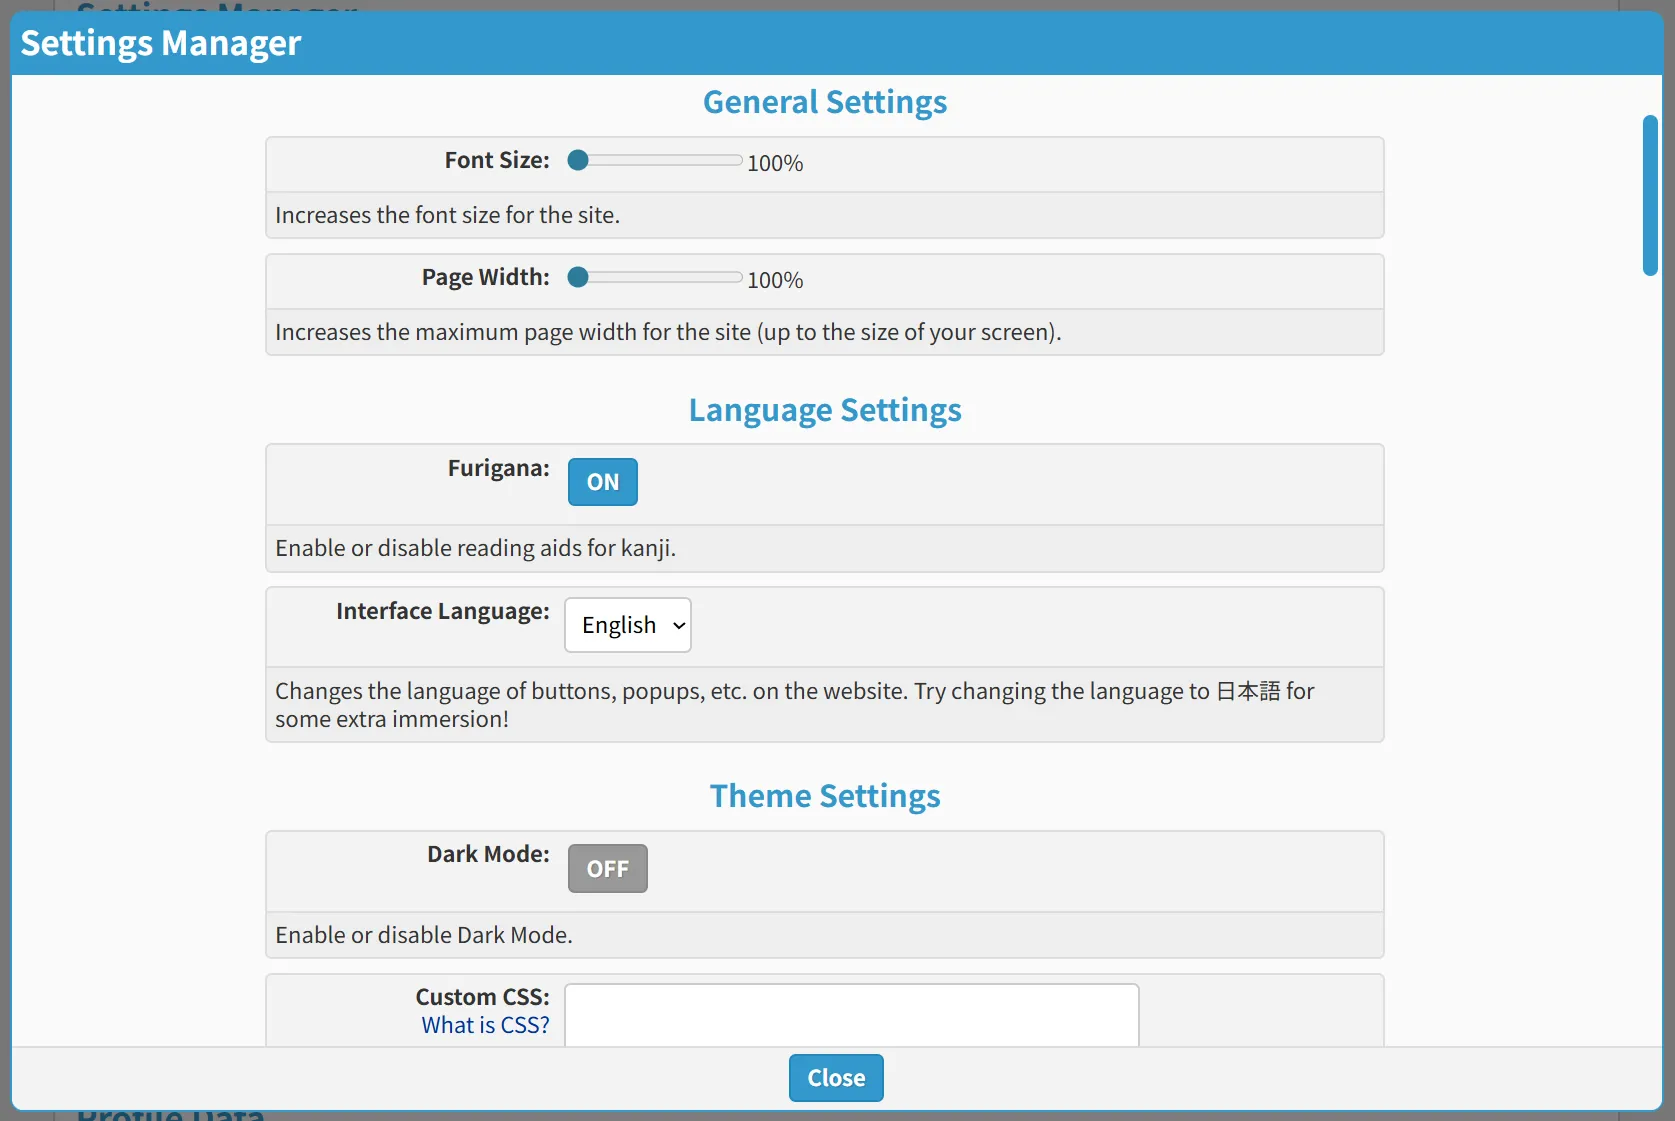 Settings Manager
Settings Manager
General Settings
Font Size: 100%
Increases the font size for the site.
Page Width: 100%
Increases the maximum page width for the site (up to the size of your screen).
Language Settings
Furigana: ON
Enable or disable reading aids for kanji.
Interface Language: English
Changes the language of buttons, popups, etc. on the website. Try changing the language to 日本語 for
some extra immersion!
Theme Settings
Dark Mode: OFF
Enable or disable Dark Mode.
Custom CSS:
What is CSS?
Close
Profile Data